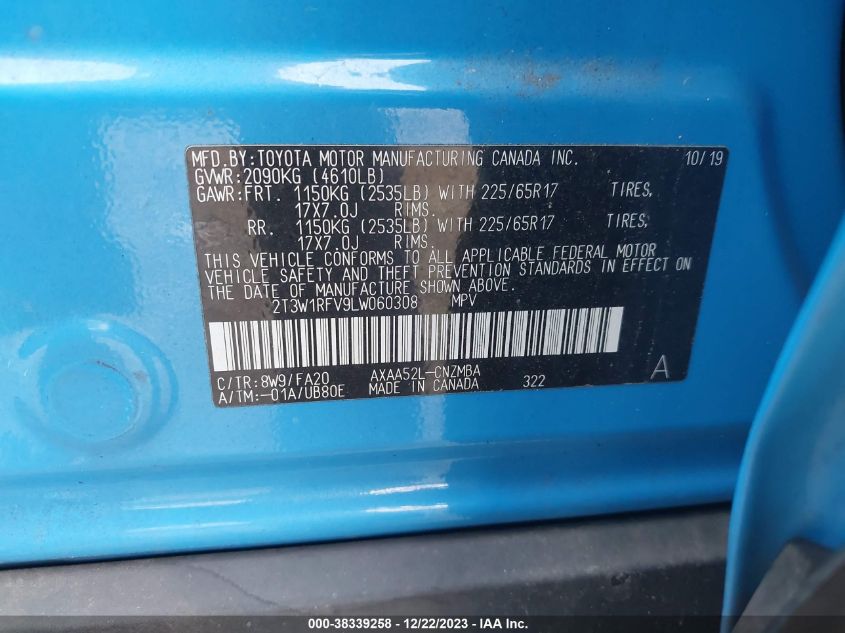 MFD.BY:TOYOTA MOTOR MANUFACTURING CANADA INC. 10/19
GVWR:2090KG (4610LB)
GAWR:FRT. 1150KG (2535LB) WITH 225/65R17 TIRES,
17X7.0J RIMS.
RR. 1150KG (2535LB) WITH 225/65R17 TIRES,
17X7.0J RIMS.
THIS VEHICLE CONFORMS TO ALL APPLICABLE FEDERAL MOTOR
VEHICLE SAFETY AND THEFT PREVENTION STANDARDS IN EFFECT ON
THE DATE OF MANUFACTURE SHOWN ABOVE.
2T3W1RFV9LW060308 MPV
C/TR:8W9/FA20 AXAA52L-CNZMBA
A/TM:-01A/UB80E MADE IN CANADA 322 A
000-38339258 - 12/22/2023 - IAA, Inc.